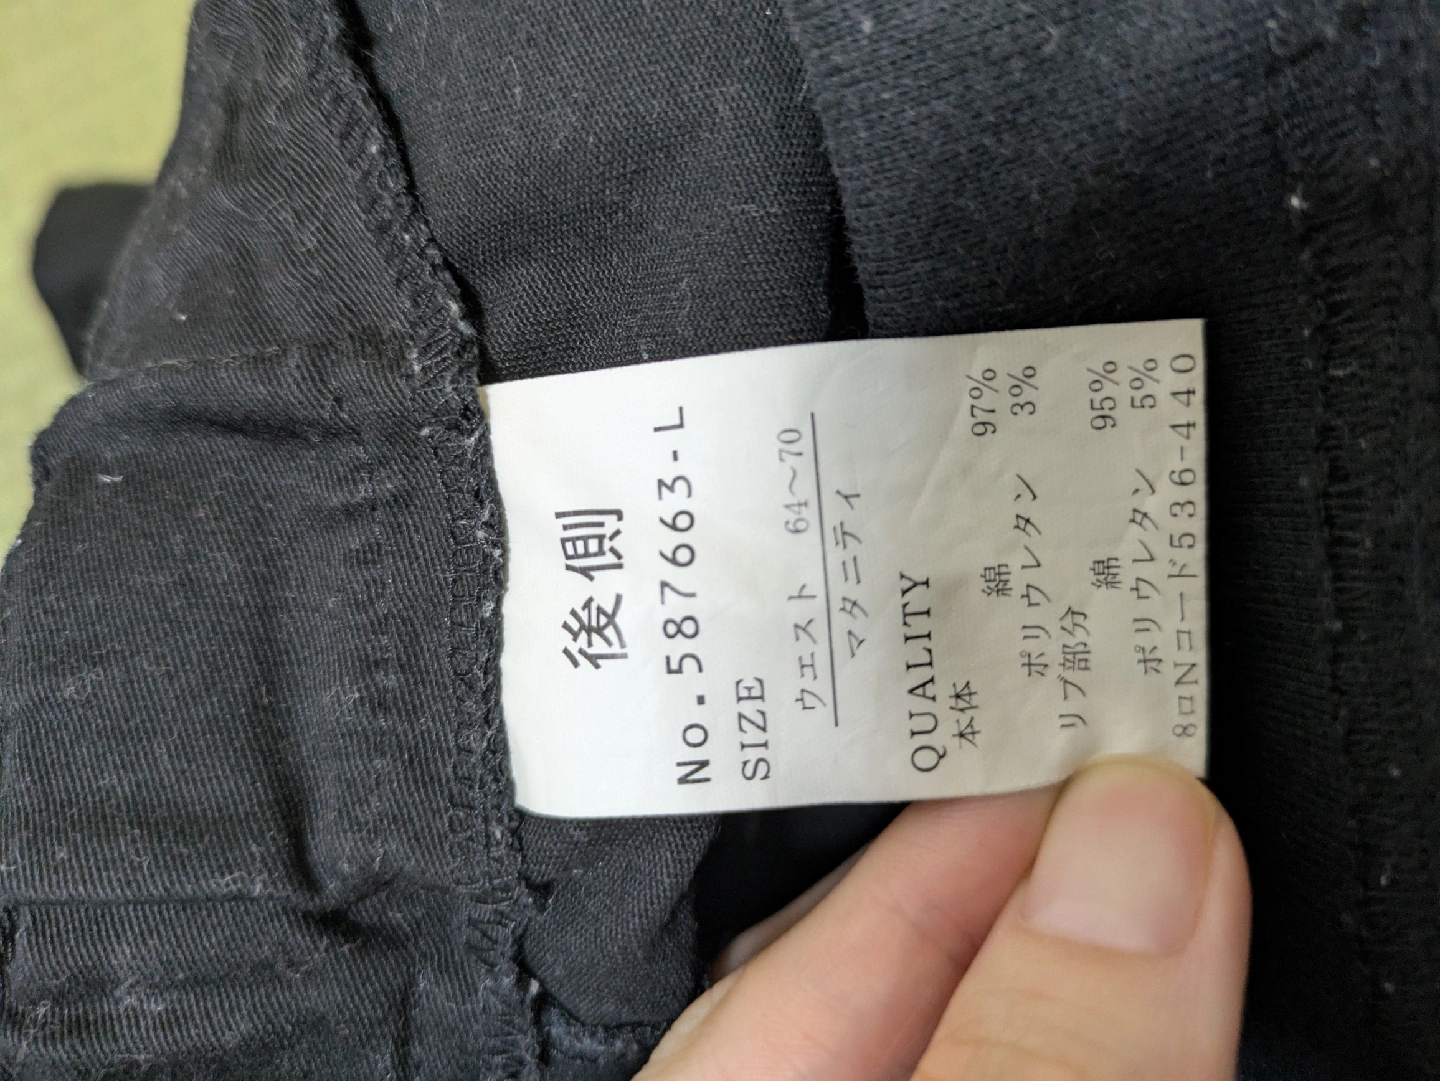 後側
No.587663-L
SIZE
ウエスト 64〜70
マタニティ
QUALITY
本体
綿 97%
ポリウレタン 3%
リブ部分
綿 95%
ポリウレタン 5%
8ロNコード536-440